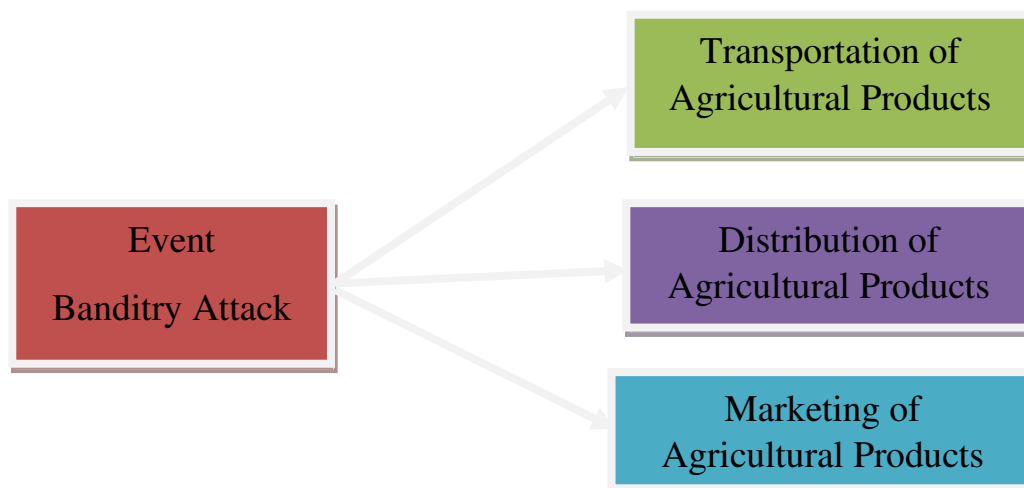 Event
Banditry Attack
Transportation of
Agricultural Products
Distribution of
Agricultural Products
Marketing of
Agricultural Products